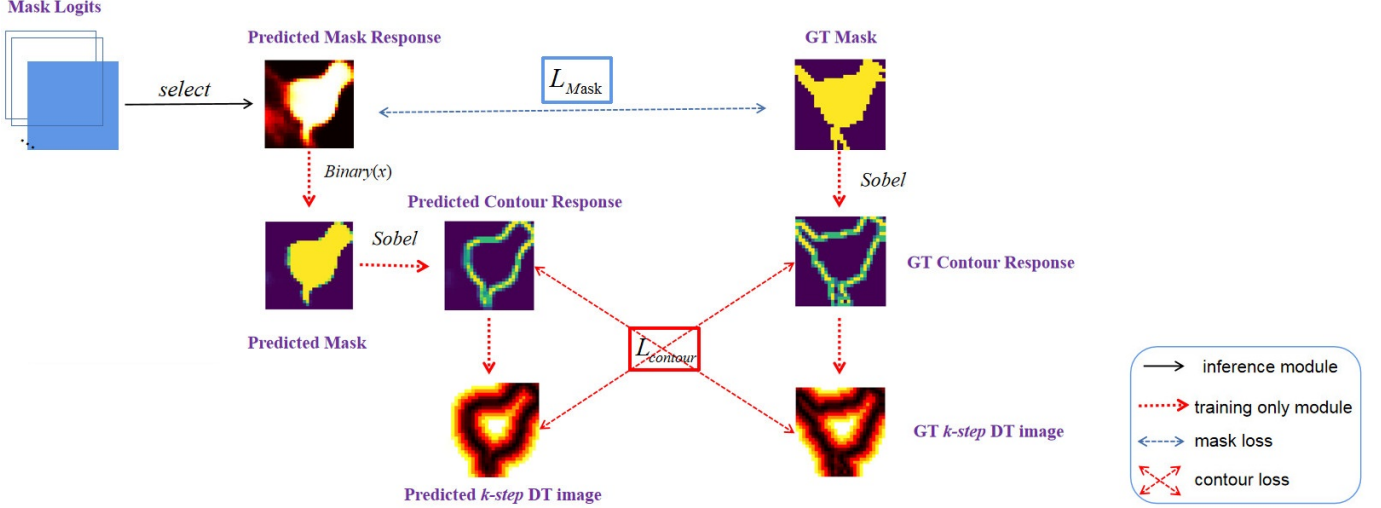 Mask Logits
Predicted Mask Response
GT Mask
select
L_Mask
Binary(x)
Sobel
Predicted Contour Response
Sobel
GT Contour Response
Predicted Mask
L_contour
inference module
training only module
mask loss
contour loss
GT k-step DT image
Predicted k-step DT image